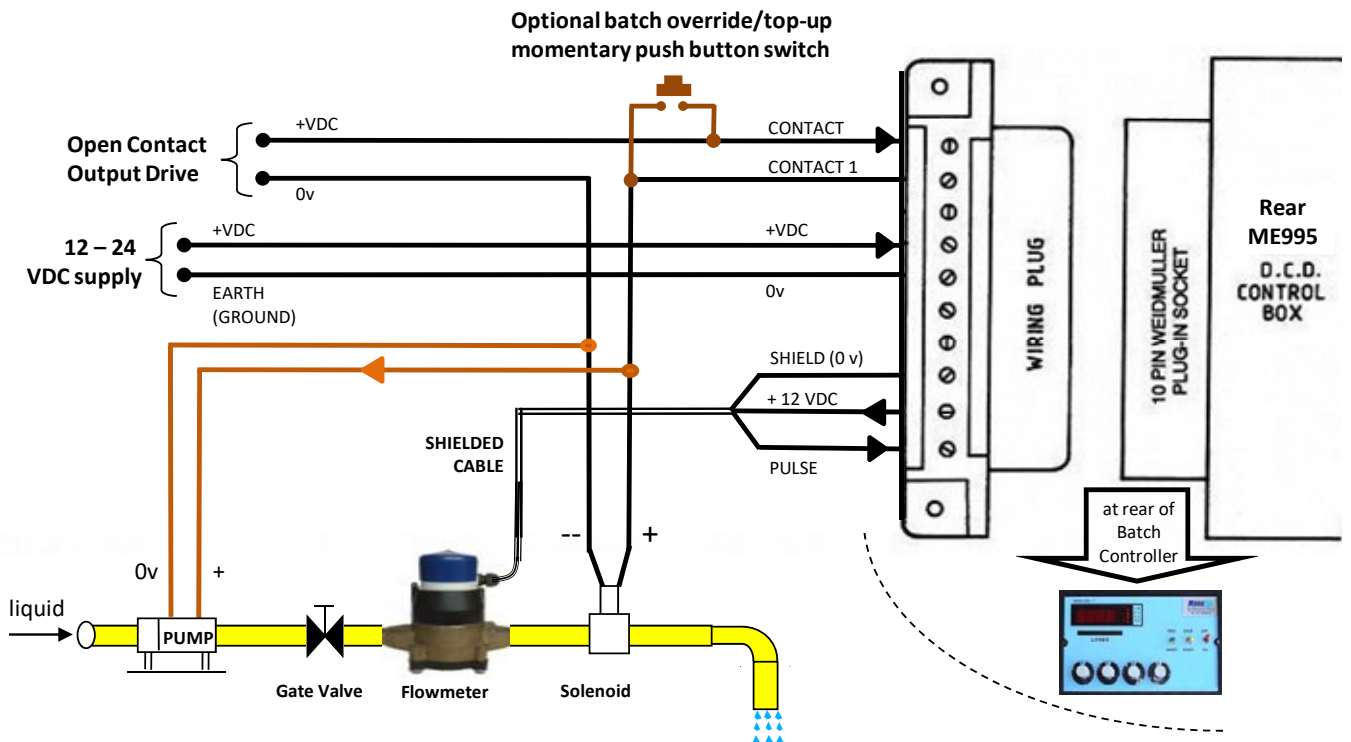 Optional batch override/top-up
momentary push button switch
+VDC
CONTACT
Open Contact
Output Drive
CONTACT 1
0v
12 – 24
VDC supply
+VDC
+VDC
EARTH
(GROUND)
0v
SHIELD (0 v)
+ 12 VDC
PULSE
SHIELDED
CABLE
WIRING PLUG
10 PIN WEIDMULLER
PLUG-IN SOCKET
Rear
ME995
D.C.D.
CONTROL
BOX
at rear of
Batch
Controller
--
+
0v
+
liquid
PUMP
Gate Valve
Flowmeter
Solenoid
LITRES